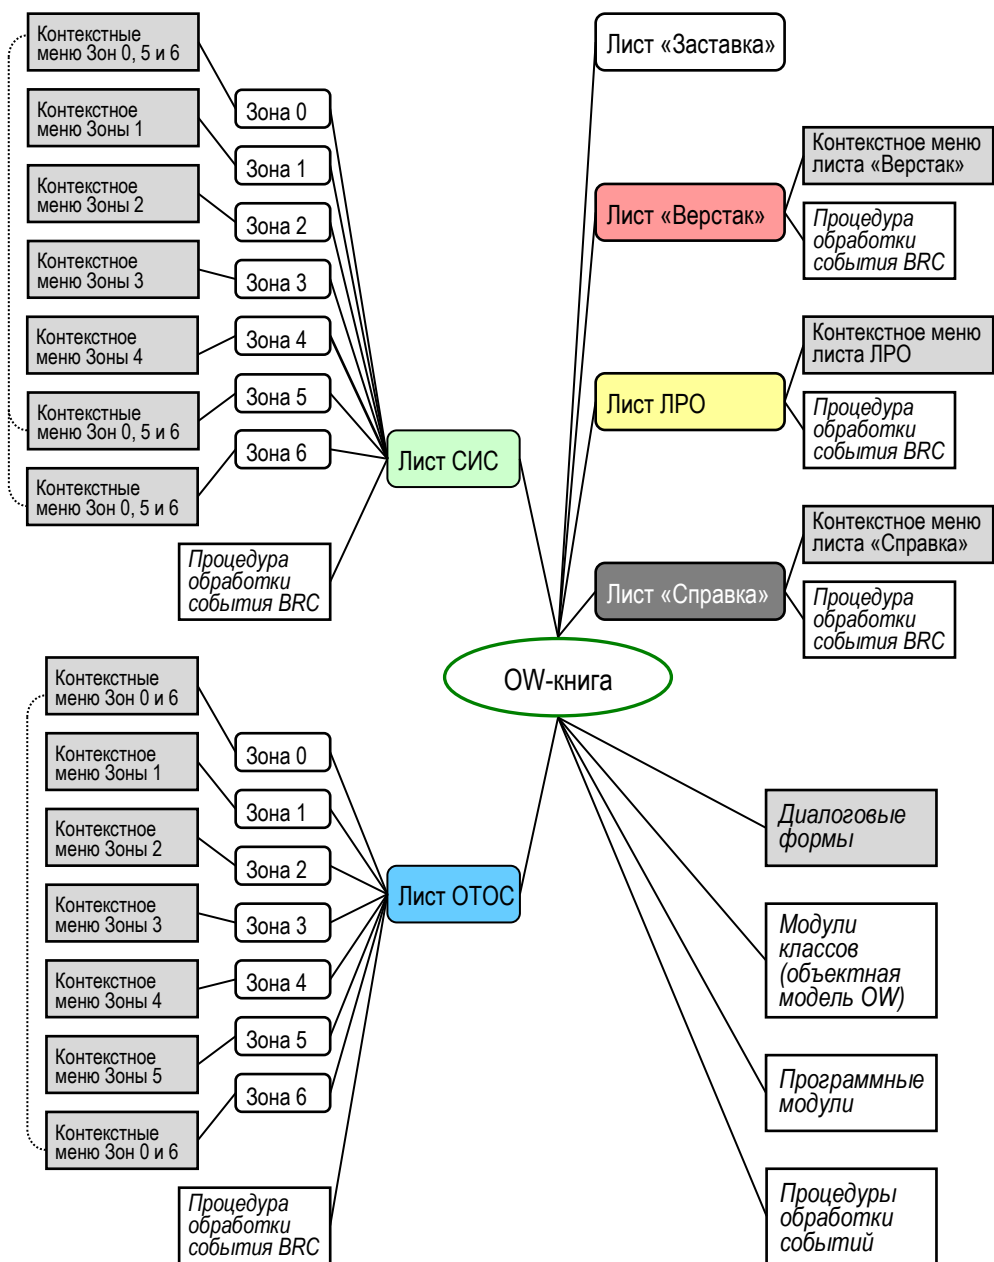 Контекстные
меню Зон 0, 5 и 6
Контекстное
меню Зоны 1
Контекстное
меню Зоны 2
Контекстное
меню Зоны 3
Контекстное
меню Зоны 4
Контекстные
меню Зон 0, 5 и 6
Контекстные
меню Зон 0, 5 и 6
Зона 0
Зона 1
Зона 2
Зона 3
Зона 4
Зона 5
Зона 6
Процедура
обработки
события BRC
Лист СИС
Лист «Заставка»
Лист «Верстак»
Контекстное меню
листа «Верстак»
Процедура
обработки
события BRC
Лист ЛРО
Контекстное меню
листа ЛРО
Процедура
обработки
события BRC
Лист «Справка»
Контекстное меню
листа «Справка»
Процедура
обработки
события BRC
OW-книга
Контекстные
меню Зон 0 и 6
Контекстное
меню Зоны 1
Контекстное
меню Зоны 2
Контекстное
меню Зоны 3
Контекстное
меню Зоны 4
Контекстное
меню Зоны 5
Контекстные
меню Зон 0 и 6
Зона 0
Зона 1
Зона 2
Зона 3
Зона 4
Зона 5
Зона 6
Процедура
обработки
события BRC
Лист ОТОС
Диалоговые
формы
Модули
классов
(объектная
модель OW)
Программные
модули
Процедуры
обработки
событий